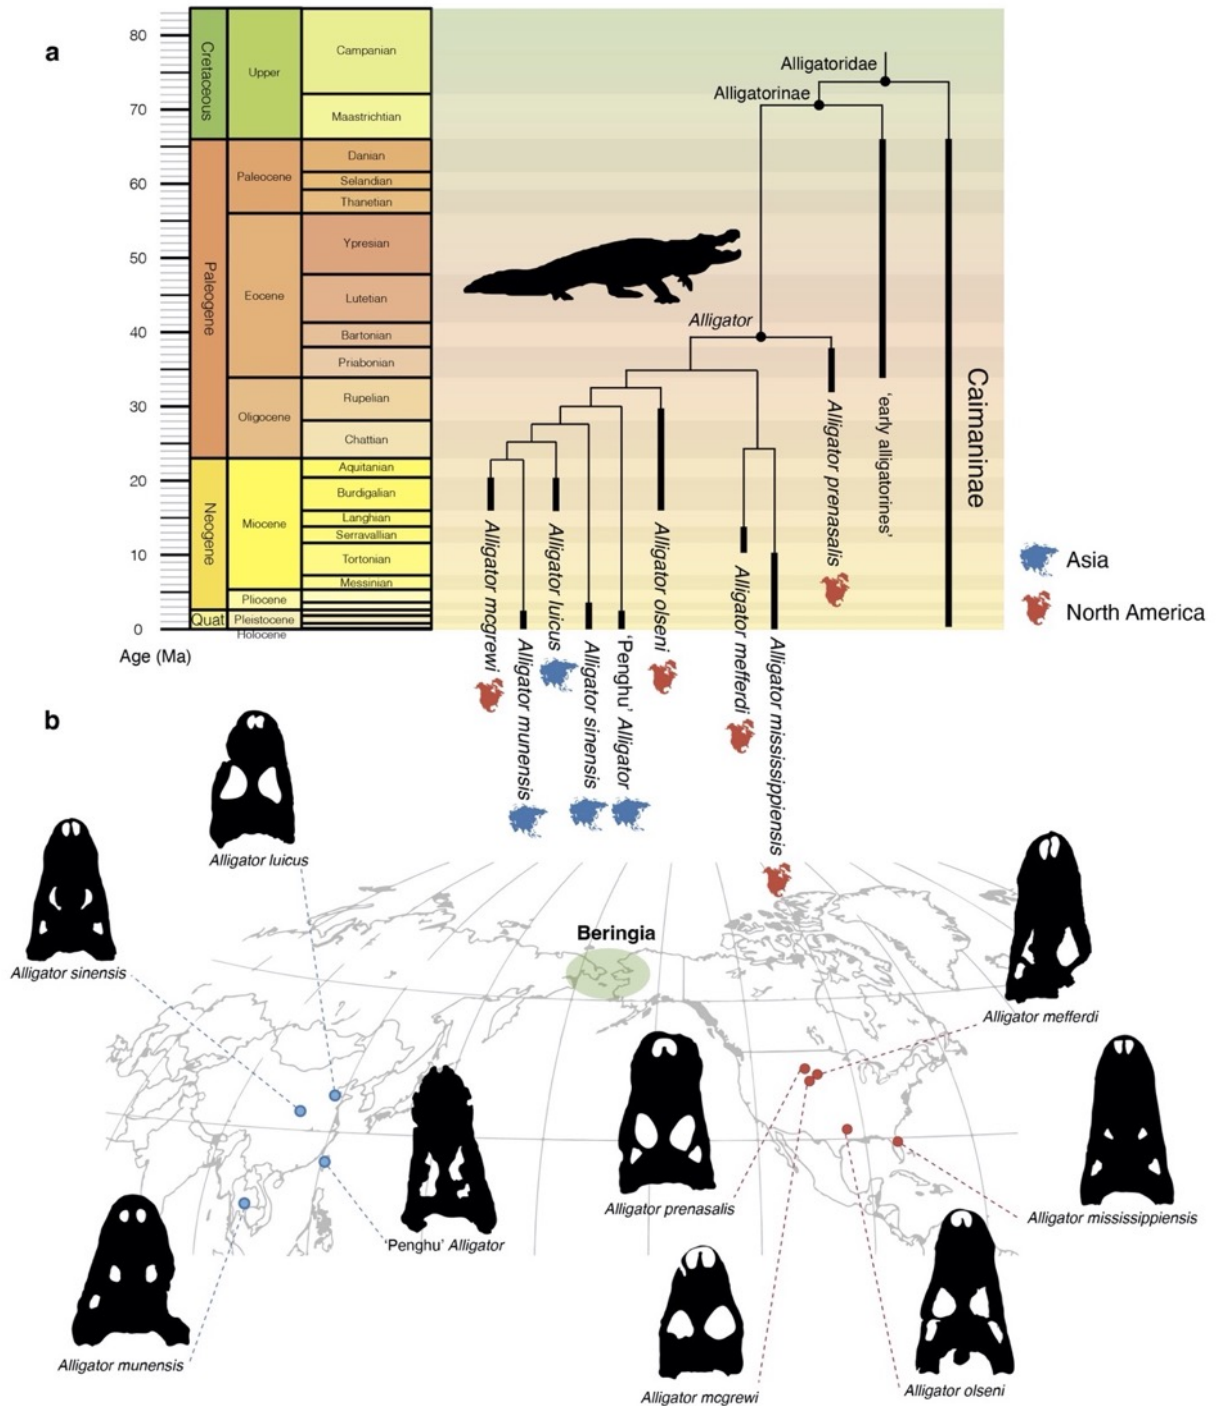 a
80
70
60
50
40
30
20
10
0
Age (Ma)
Cretaceous
Paleogene
Neogene
Quat
Upper
Paleocene
Eocene
Oligocene
Miocene
Pliocene
Pleistocene
Holocene
Campanian
Maastrichtian
Danian
Selandian
Thanetian
Ypresian
Lutetian
Bartonian
Priabonian
Rupelian
Chattian
Aquitanian
Burdigalian
Langhian
Serravallian
Tortonian
Messinian
Alligatoridae
Alligatorinae
Alligator
Alligator mcgrewi
Alligator munensis
Alligator luicus
Alligator sinensis
'Penghu' Alligator
Alligator olseni
Alligator mefferdi
Alligator mississippiensis
Alligator prenasalis
'early alligatorines'
Caimaninae
Asia
North America
b
Alligator luicus
Alligator sinensis
Beringia
Alligator mefferdi
Alligator prenasalis
Alligator mississippiensis
'Penghu' Alligator
Alligator munensis
Alligator mcgrewi
Alligator olseni